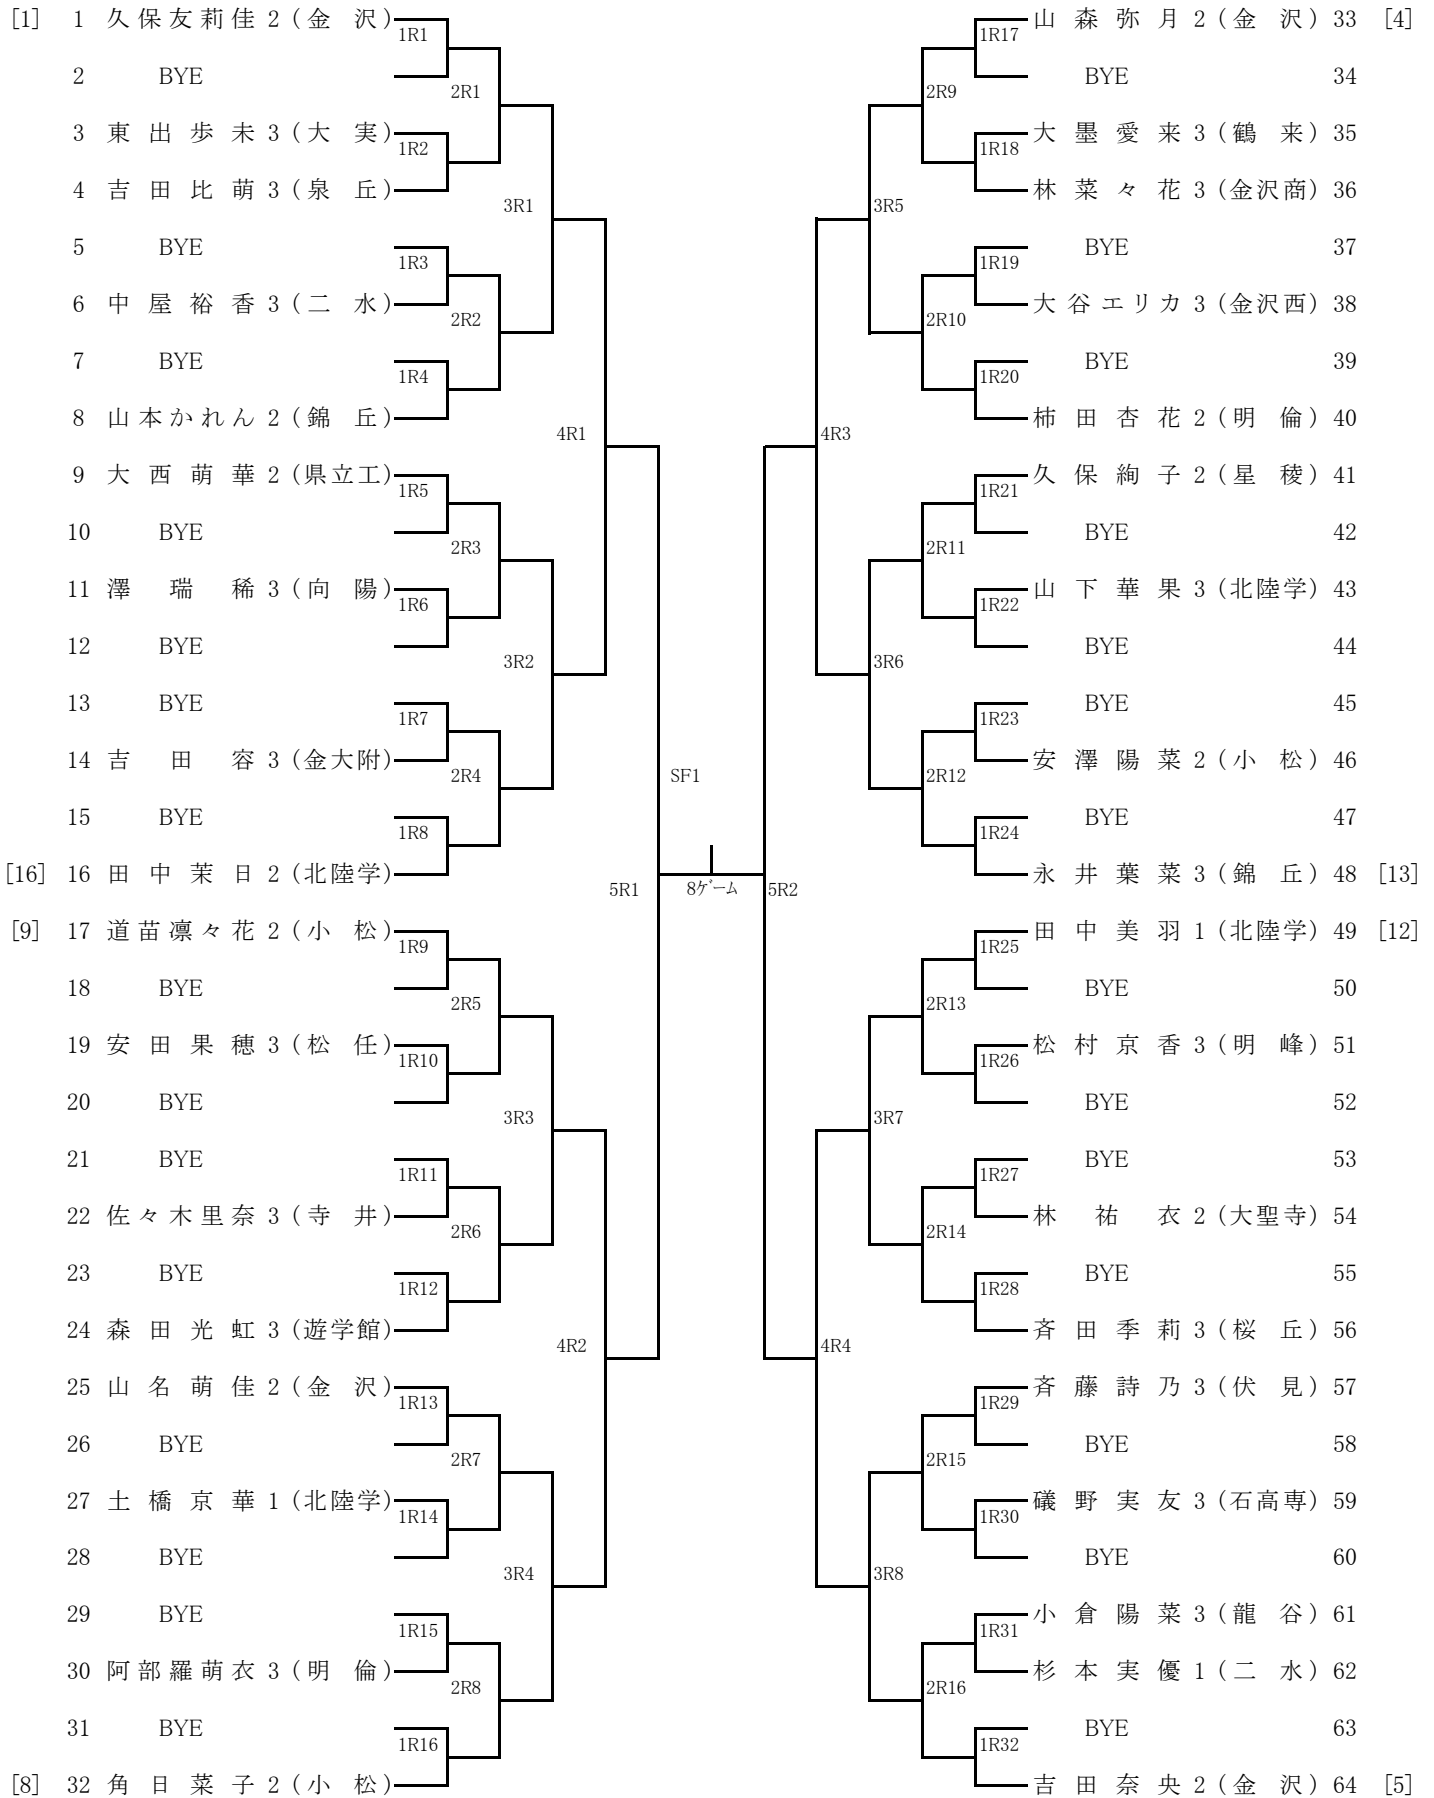 [1] 1 久保友莉佳 2 (金 沢)
1R1
2 BYE
2R1
3 東出歩未 3 (大 実)
1R2
4 吉田比萌 3 (泉 丘)
3R1
5 BYE
1R3
6 中屋裕香 3 (二 水)
2R2
7 BYE
1R4
8 山本かれん 2 (錦 丘)
4R1
9 大西萌華 2 (県立工)
1R5
10 BYE
2R3
11 澤瑞稀 3 (向 陽)
1R6
12 BYE
3R2
13 BYE
1R7
14 吉田容 3 (金大附)
2R4
15 BYE
1R8
[16] 16 田中茉日 2 (北陸学)
5R1
[9] 17 道苗凛々花 2 (小 松)
1R9
18 BYE
2R5
19 安田果穂 3 (松 任)
1R10
20 BYE
3R3
21 BYE
1R11
22 佐々木里奈 3 (寺 井)
2R6
23 BYE
1R12
24 森田光虹 3 (遊学館)
4R2
25 山名萌佳 2 (金 沢)
1R13
26 BYE
2R7
27 土橋京華 1 (北陸学)
1R14
28 BYE
3R4
29 BYE
1R15
30 阿部羅萌衣 3 (明 倫)
2R8
31 BYE
1R16
[8] 32 角日菜子 2 (小 松)
SF1
8ゲーム
山森弥月 2 (金 沢) 33 [4]
1R17
BYE 34
2R9
大墨愛来 3 (鶴 来) 35
1R18
林菜々花 3 (金沢商) 36
3R5
BYE 37
1R19
大谷エリカ 3 (金沢西) 38
2R10
BYE 39
1R20
柿田杏花 2 (明 倫) 40
4R3
久保絢子 2 (星 稜) 41
1R21
BYE 42
2R11
山下華果 3 (北陸学) 43
1R22
BYE 44
3R6
BYE 45
1R23
安澤陽菜 2 (小 松) 46
2R12
BYE 47
1R24
永井葉菜 3 (錦 丘) 48 [13]
5R2
田中美羽 1 (北陸学) 49 [12]
1R25
BYE 50
2R13
松村京香 3 (明 峰) 51
1R26
BYE 52
3R7
BYE 53
1R27
林祐衣 2 (大聖寺) 54
2R14
BYE 55
1R28
斉田季莉 3 (桜 丘) 56
4R4
斉藤詩乃 3 (伏 見) 57
1R29
BYE 58
2R15
礒野実友 3 (石高専) 59
1R30
BYE 60
3R8
小倉陽菜 3 (龍 谷) 61
1R31
杉本実優 1 (二 水) 62
2R16
BYE 63
1R32
吉田奈央 2 (金 沢) 64 [5]